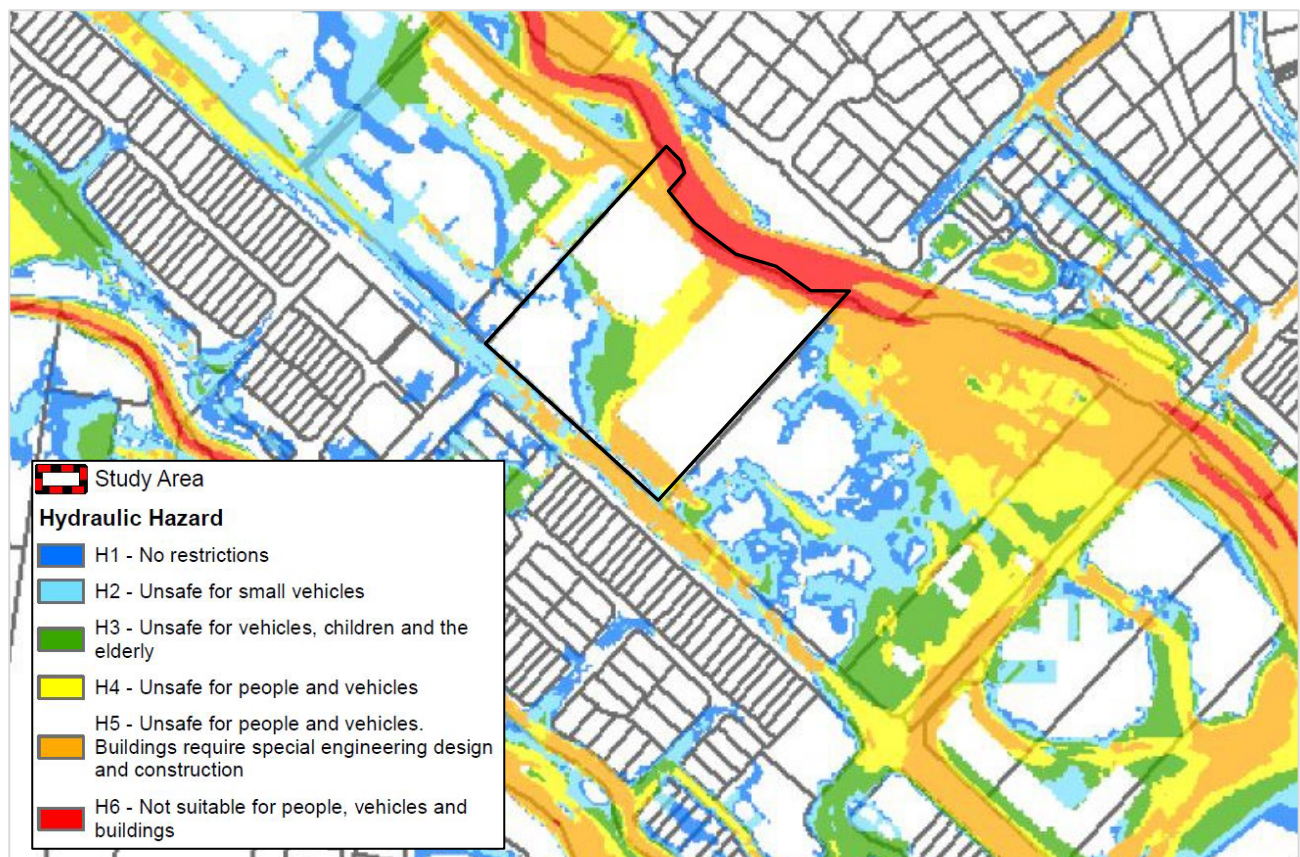 Study Area
Hydraulic Hazard
H1 - No restrictions
H2 - Unsafe for small vehicles
H3 - Unsafe for vehicles, children and the
elderly
H4 - Unsafe for people and vehicles
H5 - Unsafe for people and vehicles.
Buildings require special engineering design
and construction
H6 - Not suitable for people, vehicles and
buildings